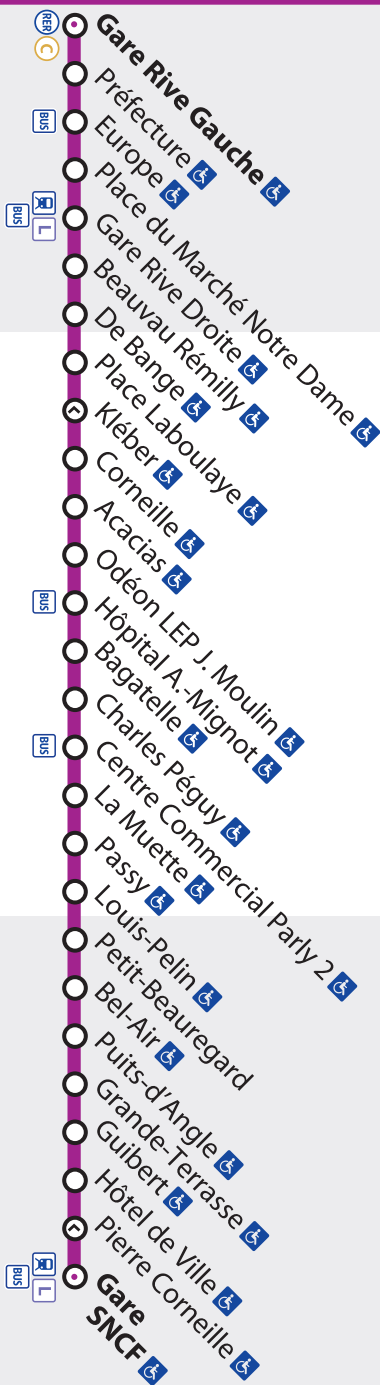 RER C
Gare Rive Gauche
Préfecture
BUS
Europe
Place du Marché Notre Dame
BUS L
Gare Rive Droite
Beauvau Rémilly
De Bange
Place Laboulaye
Kléber
Corneille
Acacias
Odéon LEP J. Moulin
BUS
Hôpital A.-Mignot
Bagatelle
Charles Péguy
BUS
Centre Commercial Parly 2
La Muette
Passy
Louis-Pelin
Petit-Beauregard
Bel-Air
Puits-d'Angle
Grande-Terrasse
Guibert
Hôtel de Ville
Pierre Corneille
BUS L
Gare
SNCF